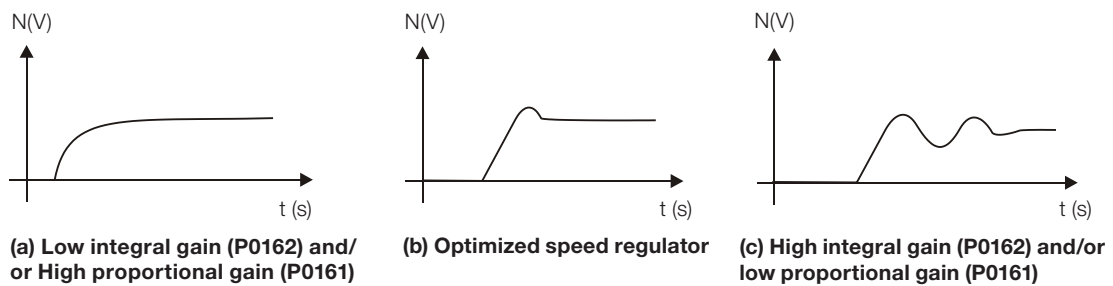 N(V)
t (s)
(a) Low integral gain (P0162) and/
or High proportional gain (P0161)
N(V)
t (s)
(b) Optimized speed regulator
N(V)
t (s)
(c) High integral gain (P0162) and/or
low proportional gain (P0161)